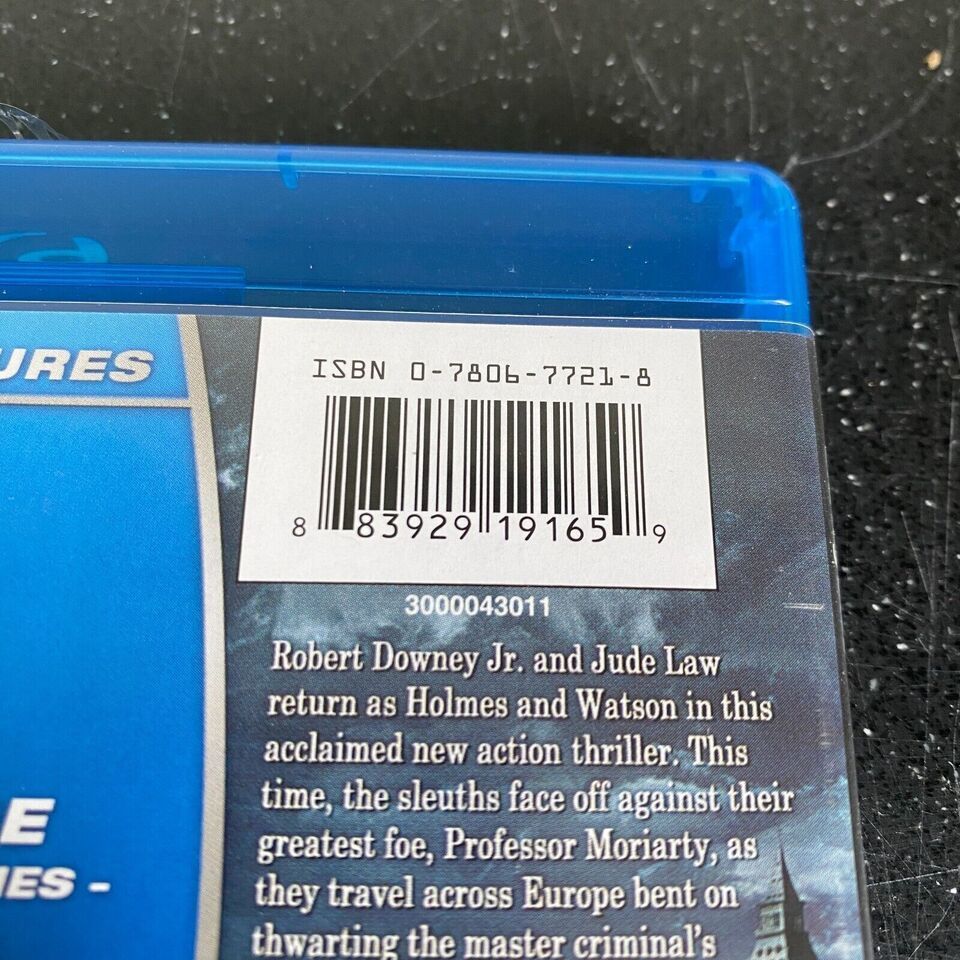 URES
ISBN 0-7806-7721-8
8 83929 19165 9
3000043011
Robert Downey Jr. and Jude Law
return as Holmes and Watson in this
acclaimed new action thriller. This
time, the sleuths face off against their
greatest foe, Professor Moriarty, as
E
they travel across Europe bent on
IES -
thwarting the master criminal's